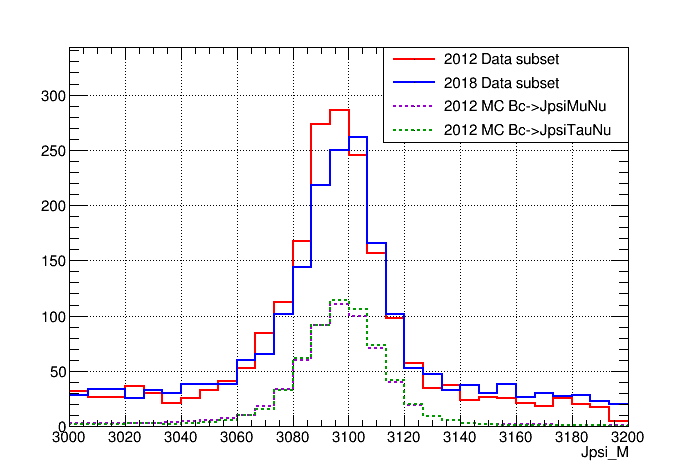 2012 Data subset
2018 Data subset
2012 MC Bc->JpsiMuNu
2012 MC Bc->JpsiTauNu
300
250
200
150
100
50
0
3000 3020 3040 3060 3080 3100 3120 3140 3160 3180 3200
Jpsi_M